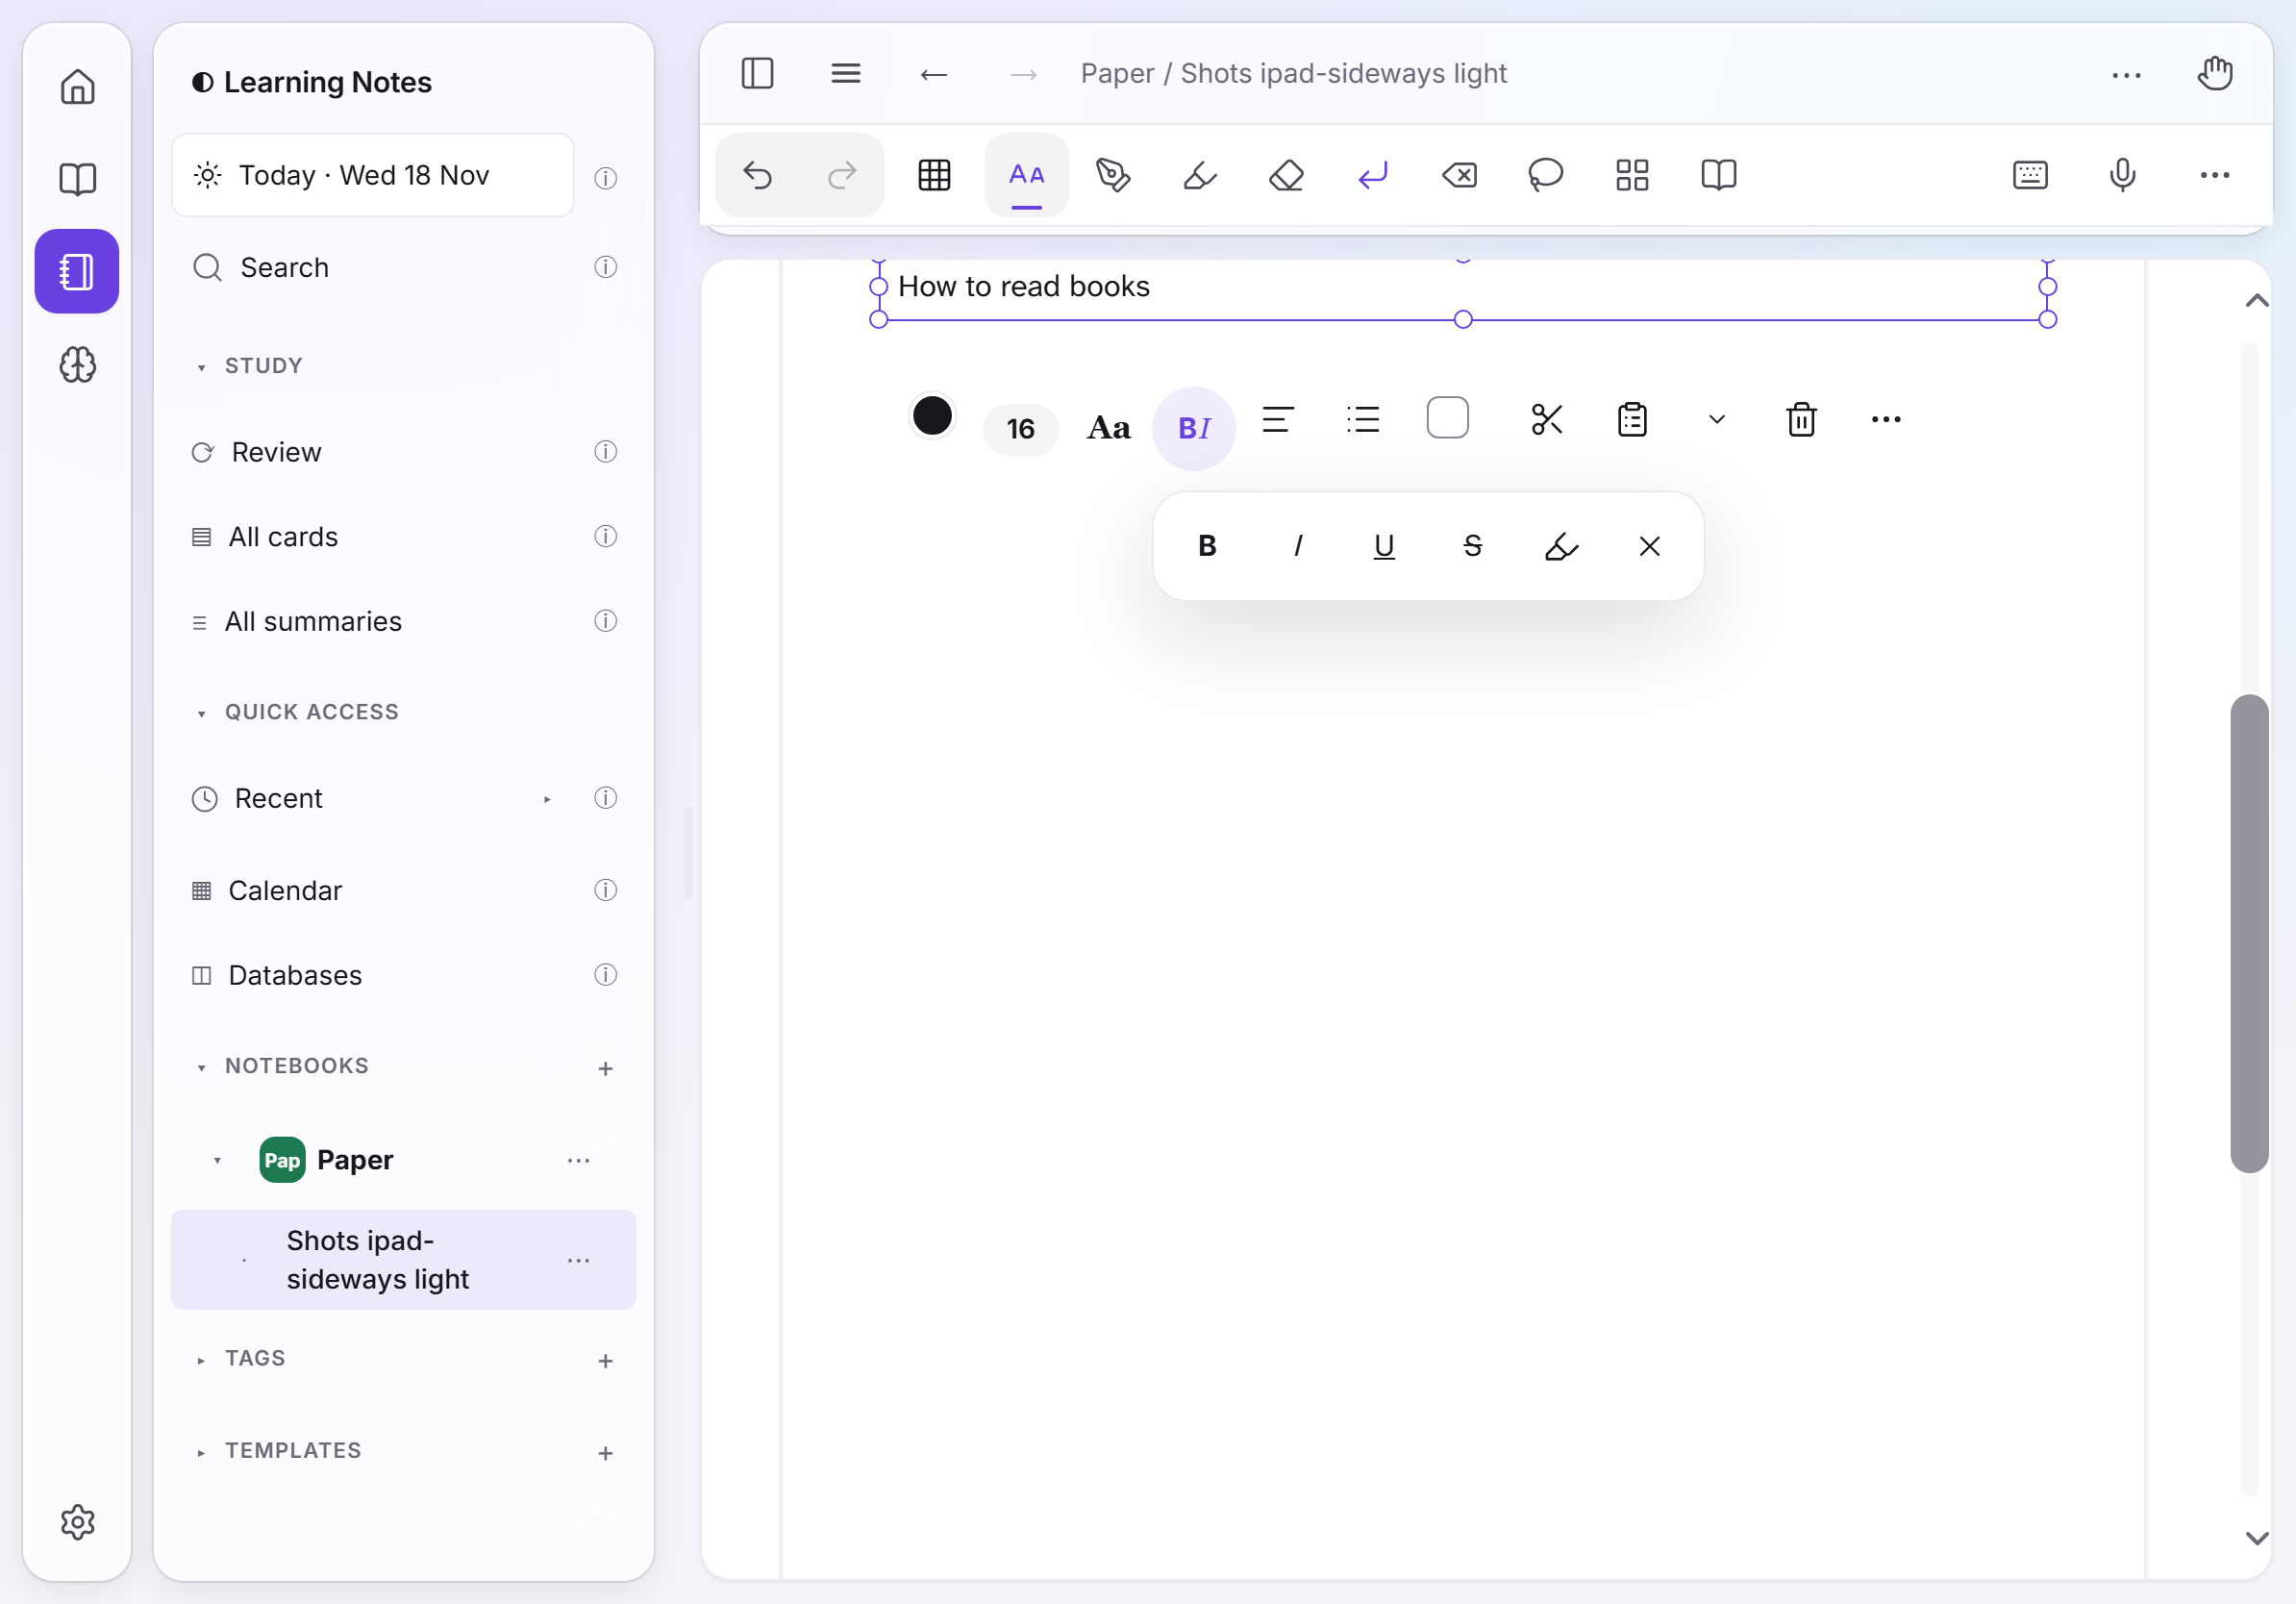 Learning Notes
Today · Wed 18 Nov
Search
STUDY
Review
All cards
All summaries
QUICK ACCESS
Recent
Calendar
Databases
NOTEBOOKS
Pap Paper
Shots ipad-
sideways light
TAGS
TEMPLATES
Paper / Shots ipad-sideways light
AA
How to read books
16 Aa BI
B I U S